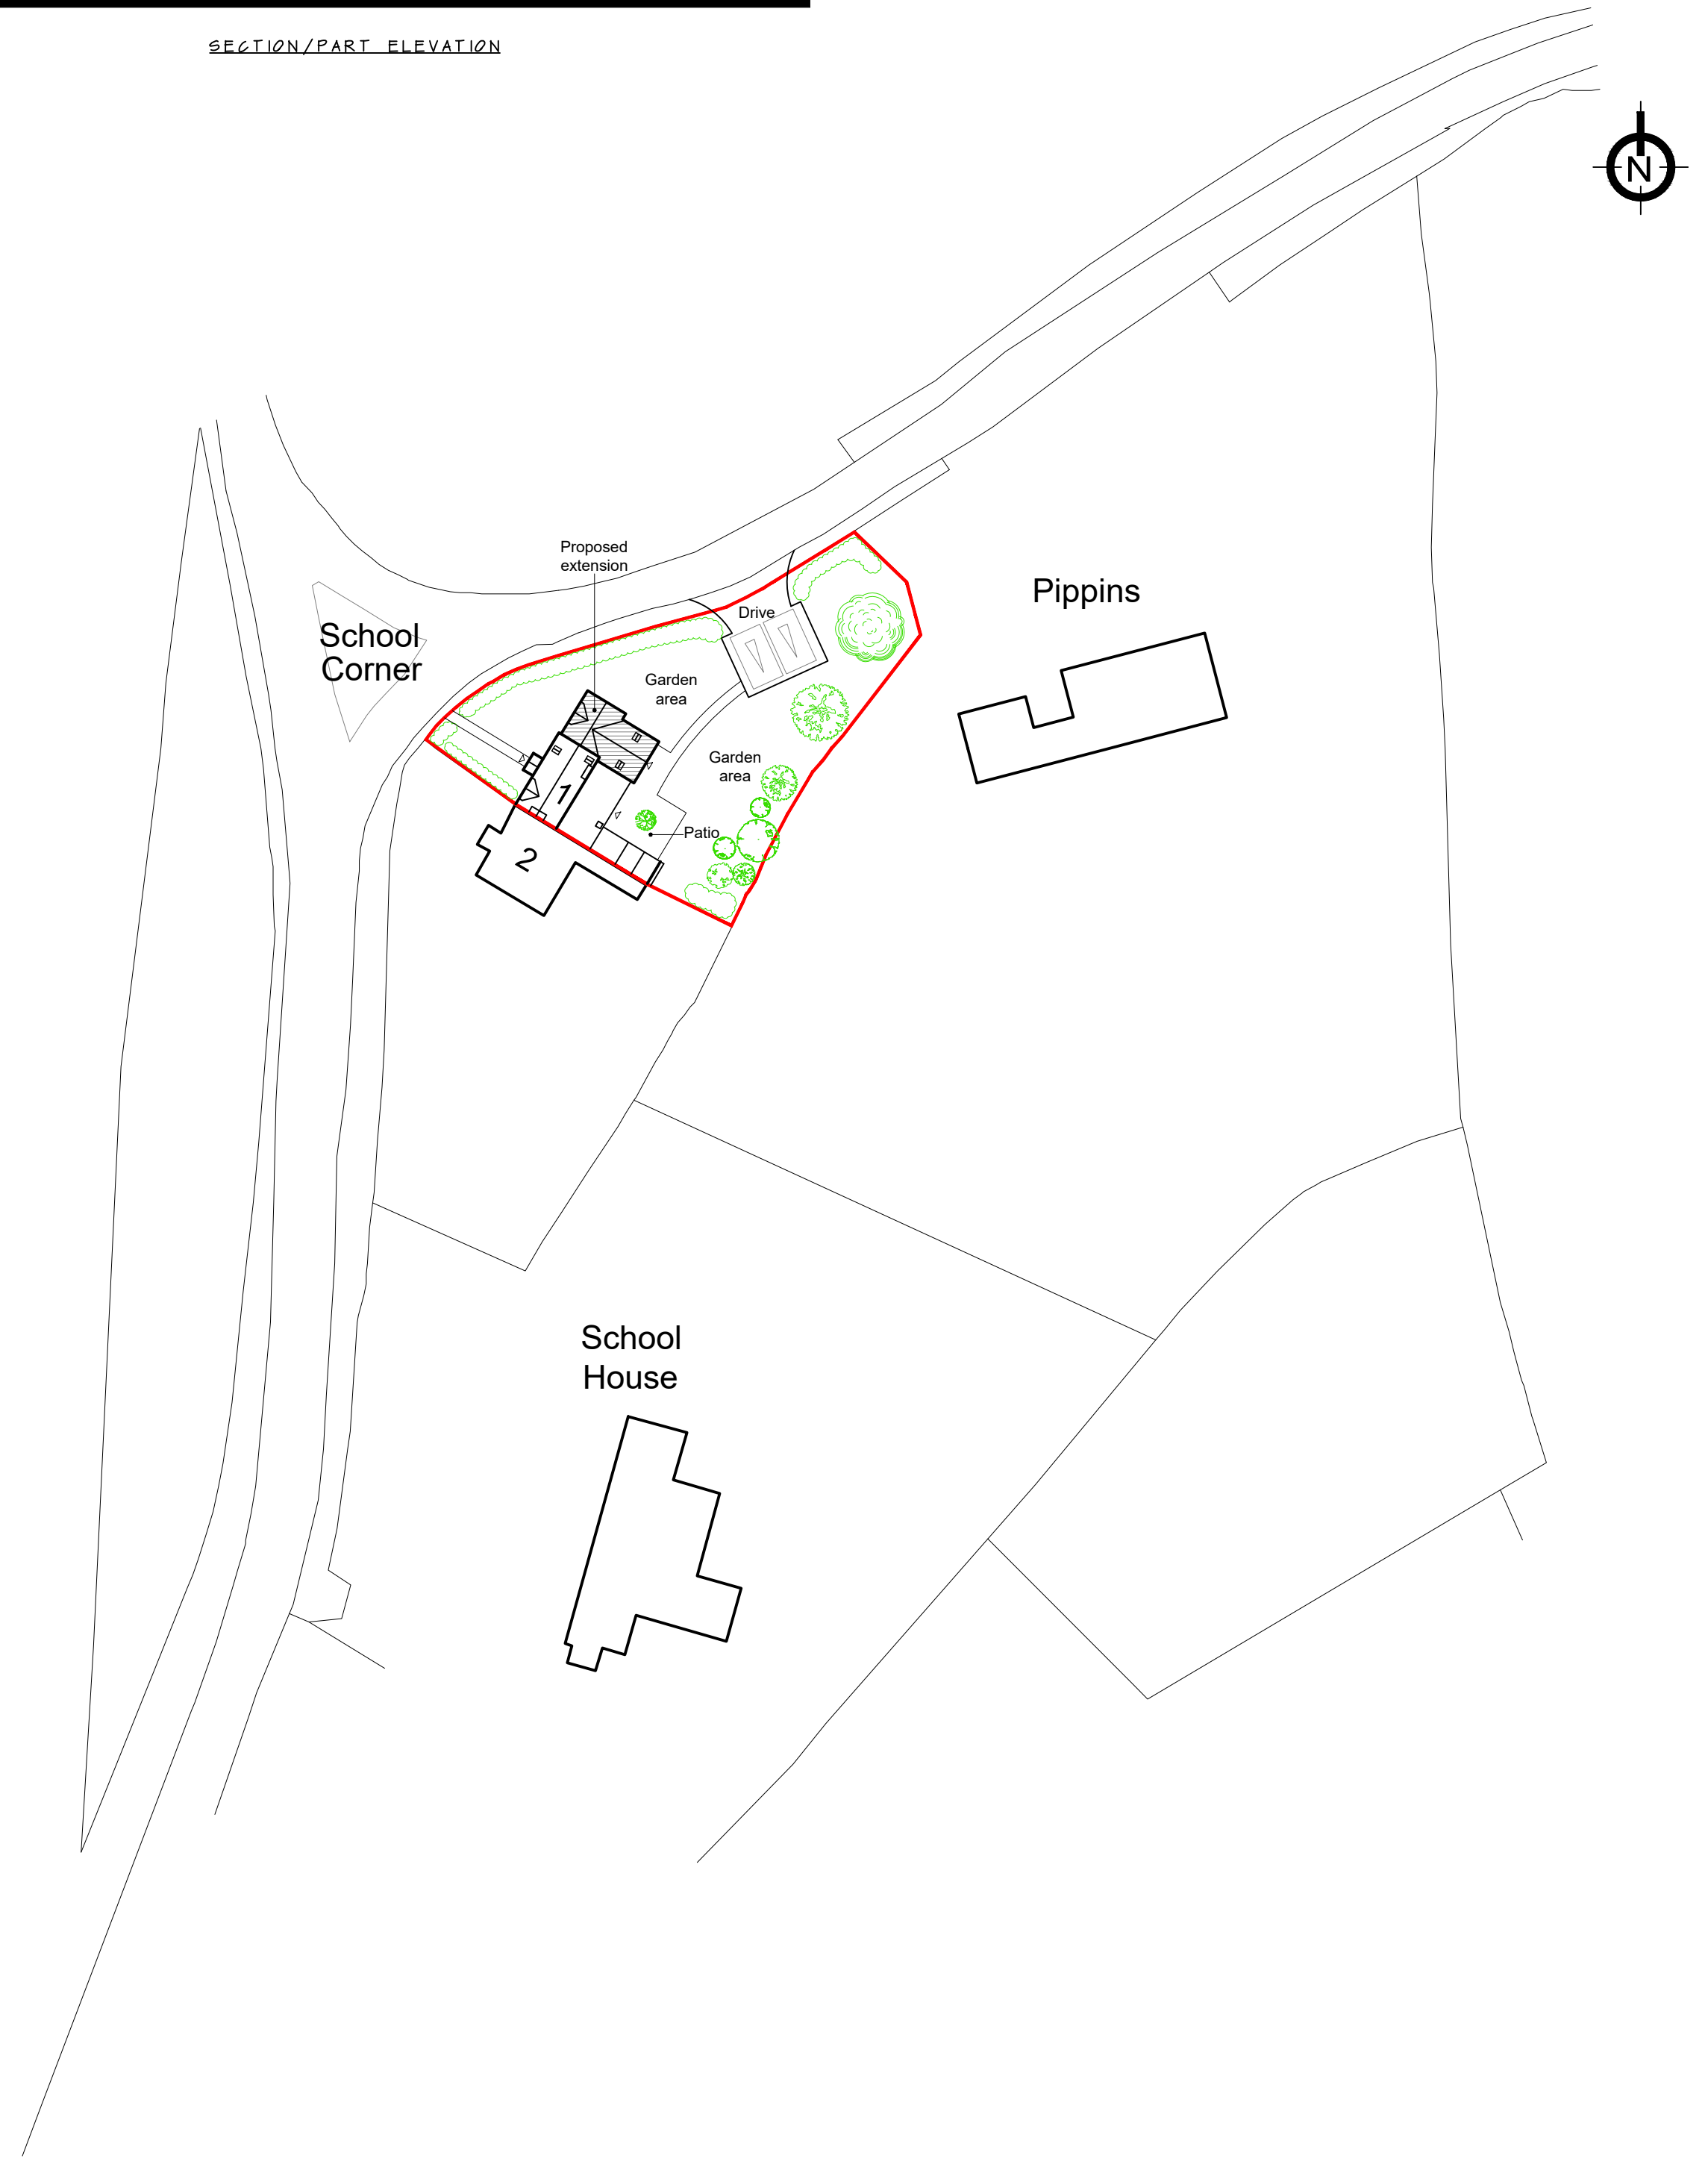 SECTION/PART ELEVATION
N
Proposed
extension
Pippins
Drive
School
Corner
Garden
area
Garden
area
1
Patio
2
School
House